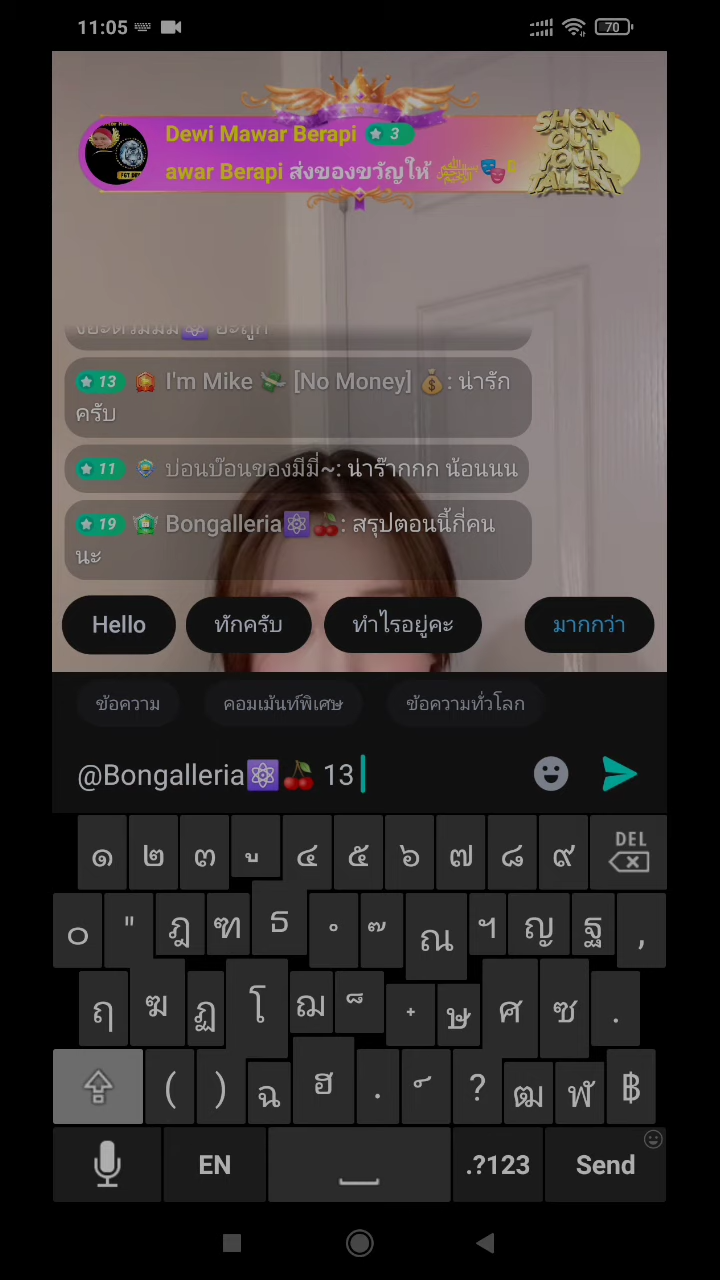 11:05
70
Dewi Mawar Berapi 3
awar Berapi ส่งของขวัญให้
SHOW
OUT
YOUR
TALENT
13 I'm Mike 💸 [No Money] 💰: น่ารัก
ครับ
11 บ่อนบ๊อนของมีมี่~: น่าร๊ากกก น้อนนน
19 Bongalleria⚛🍒: สรุปตอนนี้กี่คน
นะ
Hello ทักครับ ทำไรอยู่คะ มากกว่า
ข้อความ คอมเม้นท์พิเศษ ข้อความทั่วโลก
@Bongalleria⚛🍒 13
๑ ๒ ๓ ู ๔ ๕ ๖ ๗ ๘ ๙ DEL
๐ " ฎ ฑ ธ ํ ๊ ณ ฯ ญ ฐ ,
ฤ ฆ ฏ โ ฌ ็ ๋ ษ ศ ซ .
( ) ฉ ฮ . ์ ? ฒ ฬ ฿
EN .?123 Send